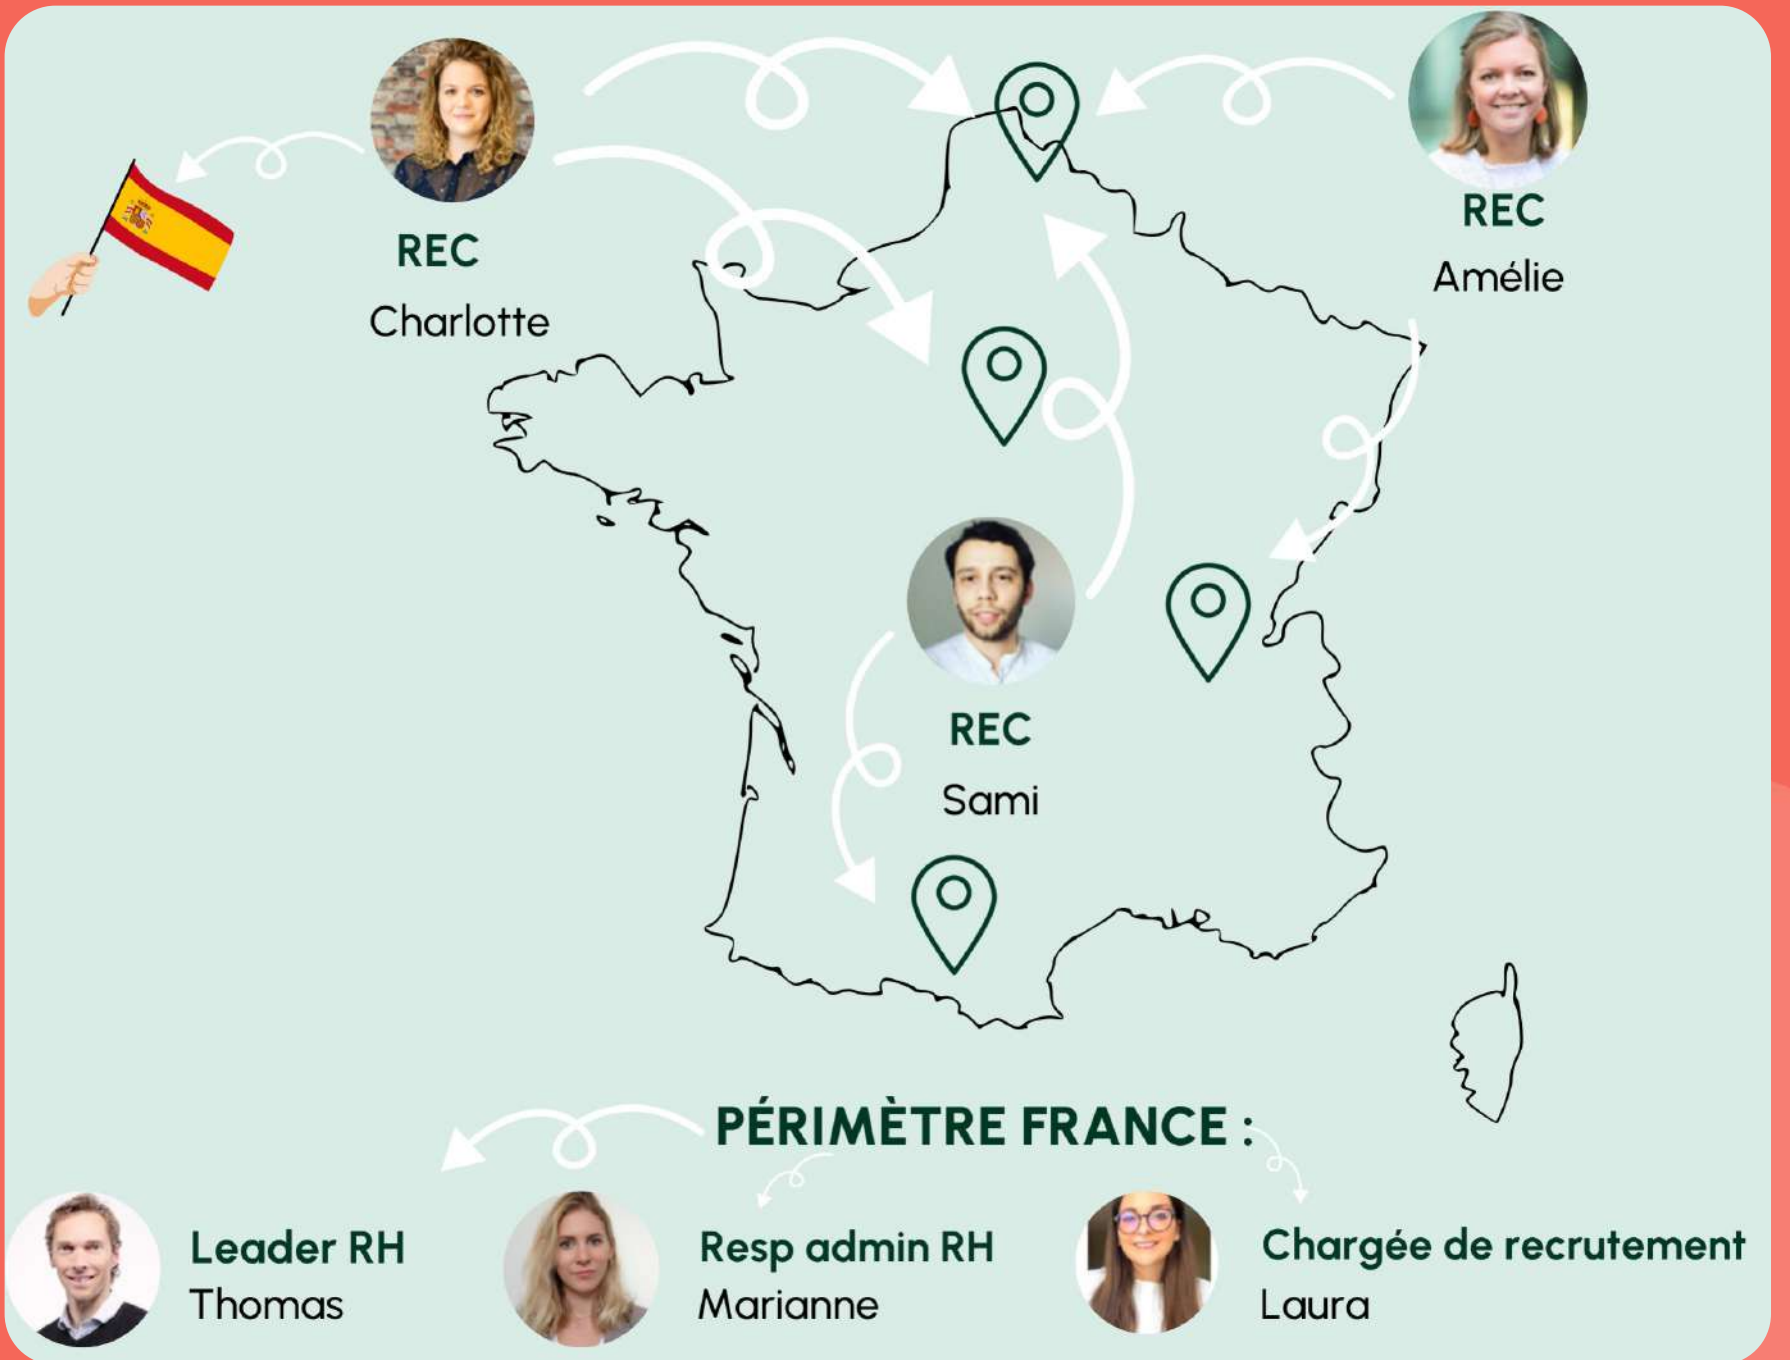 REC
Charlotte
REC
Amélie
REC
Sami
PÉRIMÈTRE FRANCE :
Leader RH
Thomas
Resp admin RH
Marianne
Chargée de recrutement
Laura